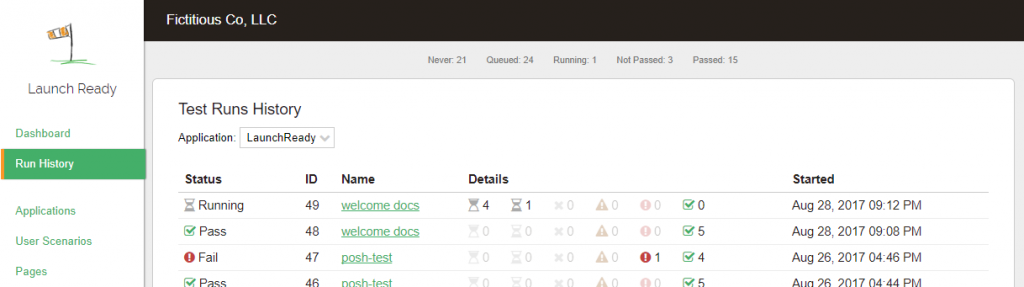 Fictitious Co, LLC
Never: 21 Queued: 24 Running: 1 Not Passed: 3 Passed: 15
Launch Ready
Dashboard
Run History
Applications
User Scenarios
Pages
Test Runs History
Application: LaunchReady
Status ID Name Details Started
Running 49 welcome docs 4 1 0 0 0 0 Aug 28, 2017 09:12 PM
Pass 48 welcome docs 0 0 0 0 0 5 Aug 28, 2017 09:08 PM
Fail 47 posh-test 0 0 0 0 1 4 Aug 26, 2017 04:46 PM
Pass 46 posh-test 0 0 0 0 0 5 Aug 26, 2017 04:44 PM